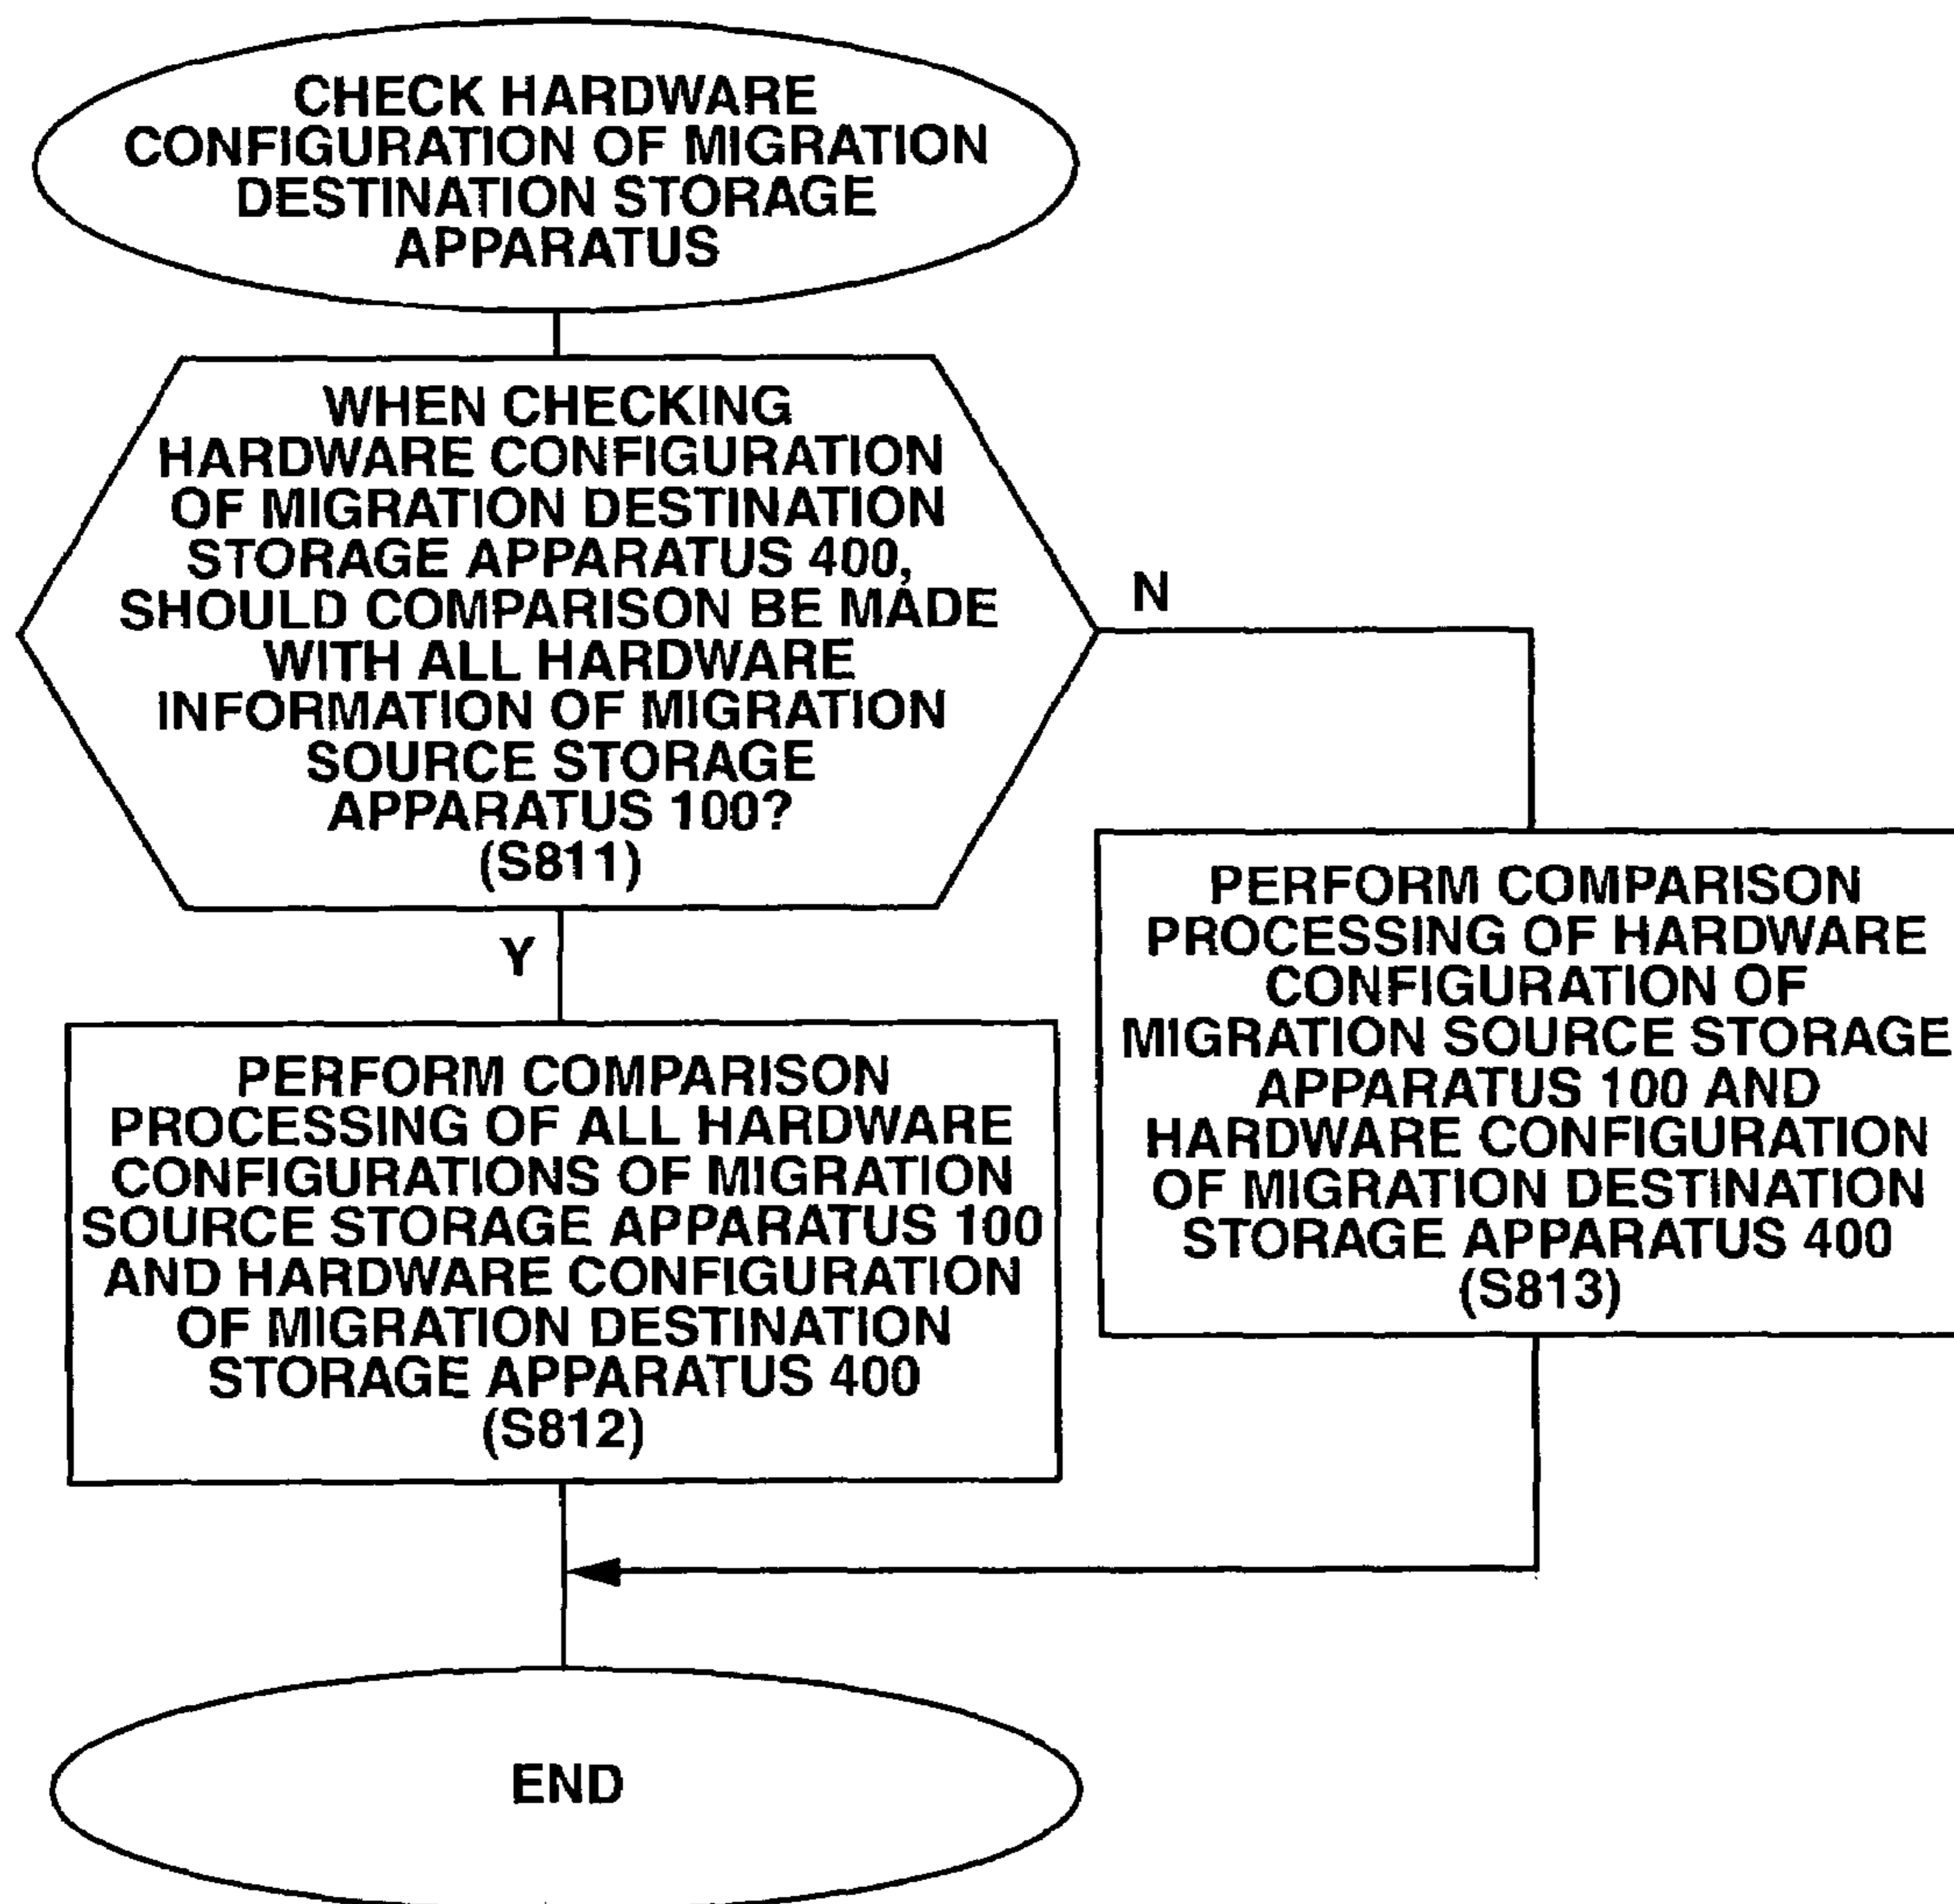 CHECK HARDWARE
CONFIGURATION OF MIGRATION
DESTINATION STORAGE
APPARATUS
WHEN CHECKING
HARDWARE CONFIGURATION
OF MIGRATION DESTINATION
STORAGE APPARATUS 400,
SHOULD COMPARISON BE MADE
WITH ALL HARDWARE
INFORMATION OF MIGRATION
SOURCE STORAGE
APPARATUS 100?
(S811)
N
Y
PERFORM COMPARISON
PROCESSING OF HARDWARE
CONFIGURATION OF
MIGRATION SOURCE STORAGE
APPARATUS 100 AND
HARDWARE CONFIGURATION
OF MIGRATION DESTINATION
STORAGE APPARATUS 400
(S813)
PERFORM COMPARISON
PROCESSING OF ALL HARDWARE
CONFIGURATIONS OF MIGRATION
SOURCE STORAGE APPARATUS 100
AND HARDWARE CONFIGURATION
OF MIGRATION DESTINATION
STORAGE APPARATUS 400
(S812)
END